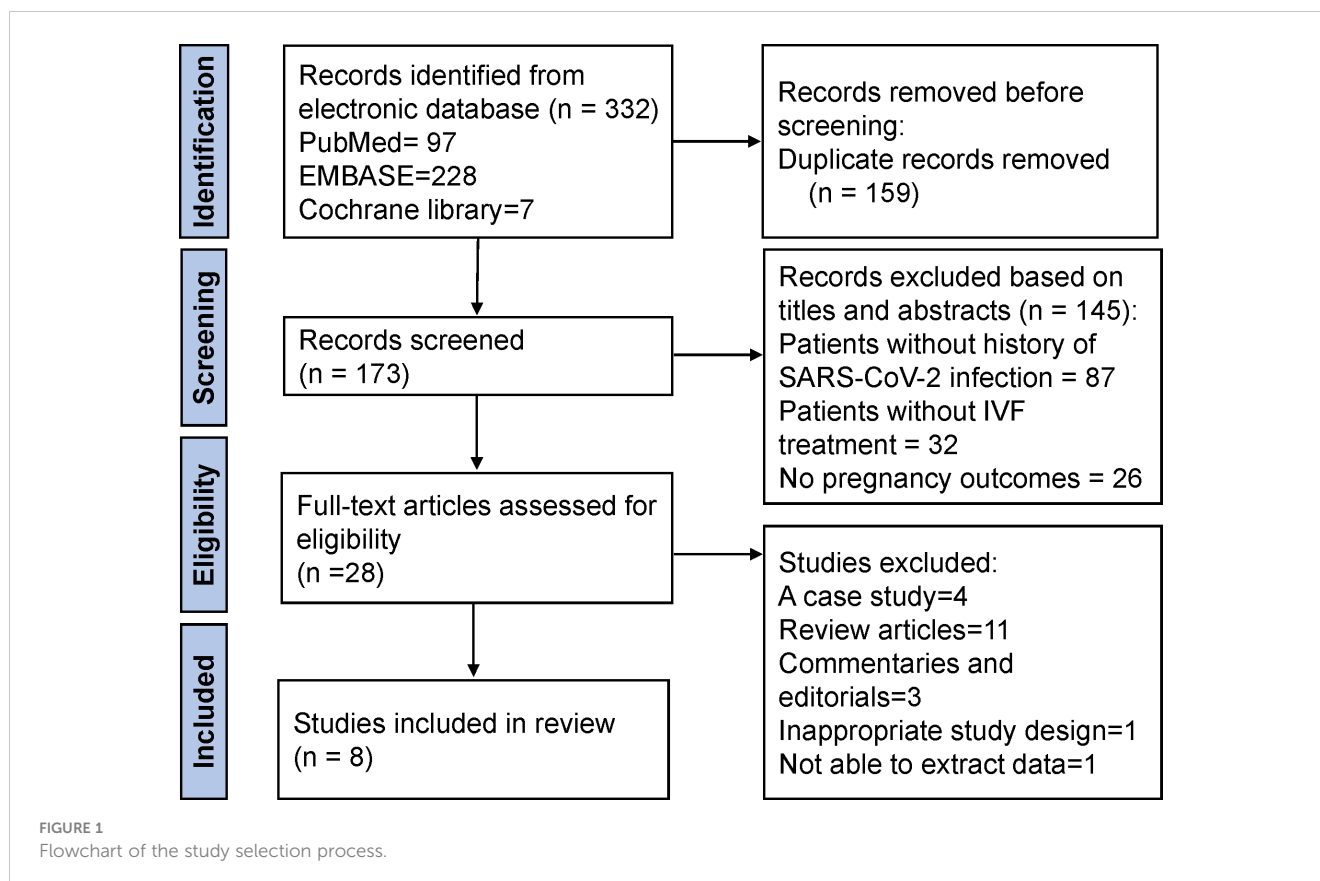 Identification
Records identified from
electronic database (n = 332)
PubMed= 97
EMBASE=228
Cochrane library=7
Records removed before
screening:
Duplicate records removed
(n = 159)
Screening
Records screened
(n = 173)
Records excluded based on
titles and abstracts (n = 145):
Patients without history of
SARS-CoV-2 infection = 87
Patients without IVF
treatment = 32
No pregnancy outcomes = 26
Eligibility
Full-text articles assessed for
eligibility
(n =28)
Studies excluded:
A case study=4
Review articles=11
Commentaries and
editorials=3
Inappropriate study design=1
Not able to extract data=1
Included
Studies included in review
(n = 8)
FIGURE 1
Flowchart of the study selection process.